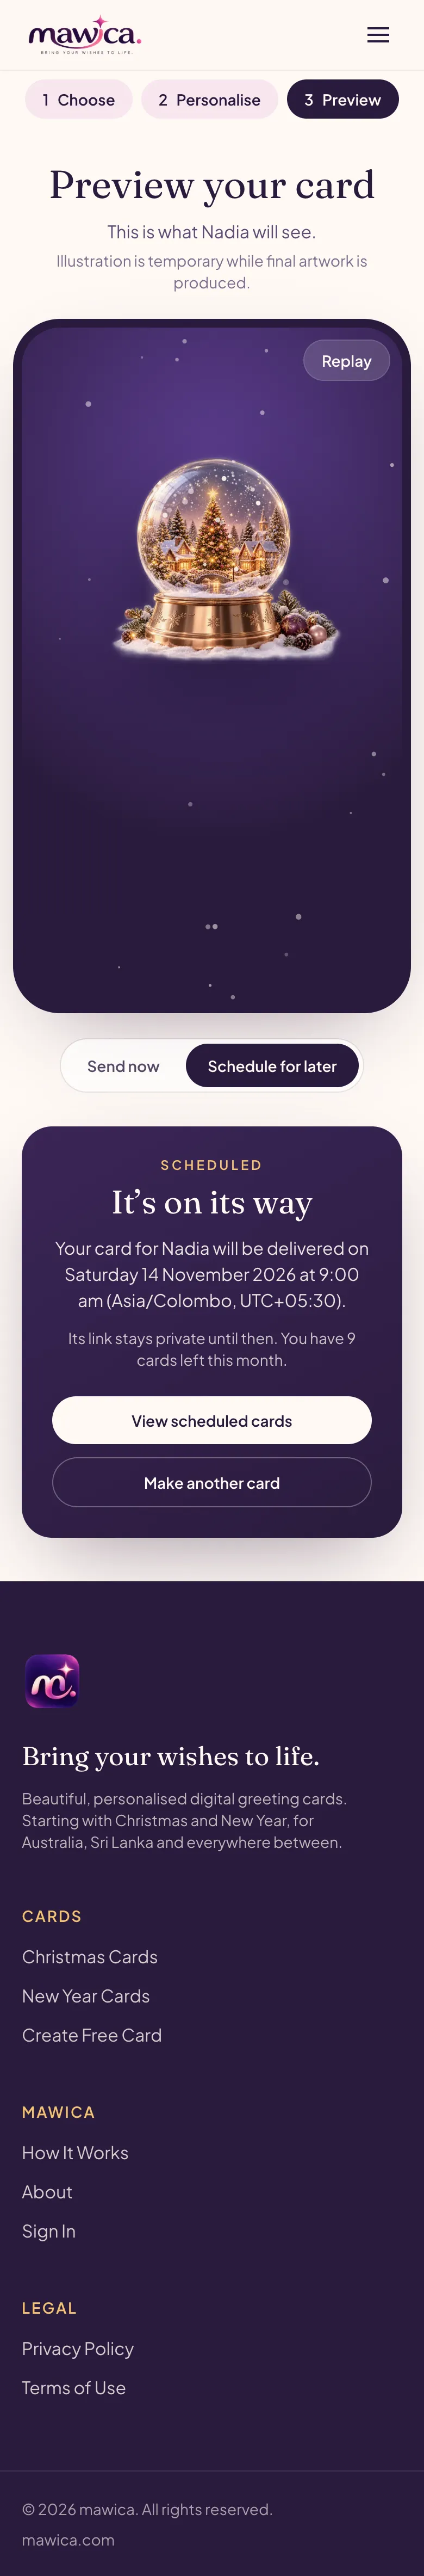 mawica.
BRING YOUR WISHES TO LIFE.
1 Choose
2 Personalise
3 Preview
Preview your card
This is what Nadia will see.
Illustration is temporary while final artwork is
produced.
Replay
Send now
Schedule for later
SCHEDULED
It’s on its way
Your card for Nadia will be delivered on
Saturday 14 November 2026 at 9:00
am (Asia/Colombo, UTC+05:30).
Its link stays private until then. You have 9
cards left this month.
View scheduled cards
Make another card
m.
Bring your wishes to life.
Beautiful, personalised digital greeting cards.
Starting with Christmas and New Year, for
Australia, Sri Lanka and everywhere between.
CARDS
Christmas Cards
New Year Cards
Create Free Card
MAWICA
How It Works
About
Sign In
LEGAL
Privacy Policy
Terms of Use
© 2026 mawica. All rights reserved.
mawica.com